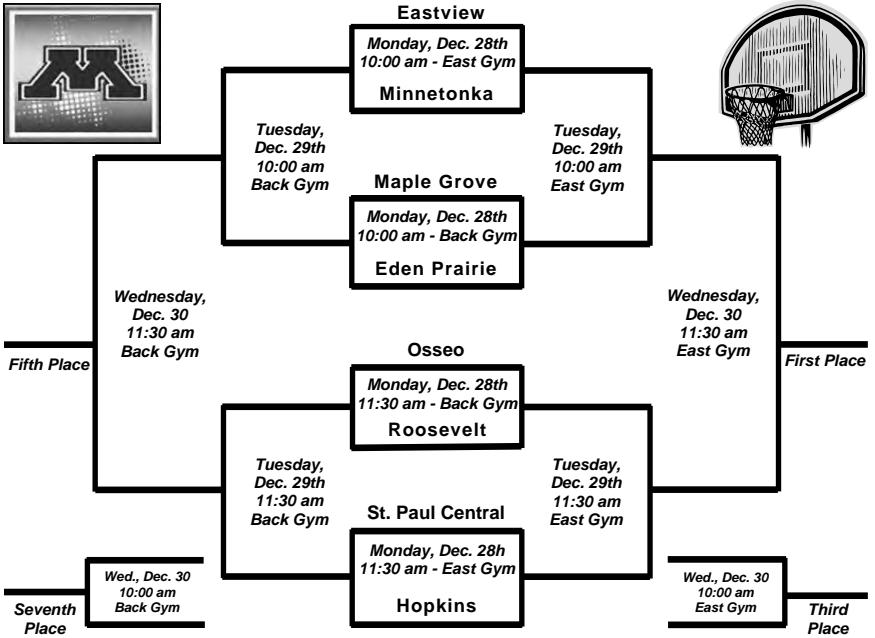 Eastview
M
Monday, Dec. 28th
10:00 am - East Gym
Minnetonka
Tuesday,
Dec. 29th
10:00 am
Back Gym
Tuesday,
Dec. 29th
10:00 am
East Gym
Maple Grove
Monday, Dec. 28th
10:00 am - Back Gym
Eden Prairie
Wednesday,
Dec. 30
11:30 am
Back Gym
Wednesday,
Dec. 30
11:30 am
East Gym
Fifth Place
First Place
Osseo
Monday, Dec. 28th
11:30 am - Back Gym
Roosevelt
Tuesday,
Dec. 29th
11:30 am
Back Gym
Tuesday,
Dec. 29th
11:30 am
East Gym
St. Paul Central
Monday, Dec. 28h
11:30 am - East Gym
Hopkins
Wed., Dec. 30
10:00 am
Back Gym
Seventh
Place
Wed., Dec. 30
10:00 am
East Gym
Third
Place